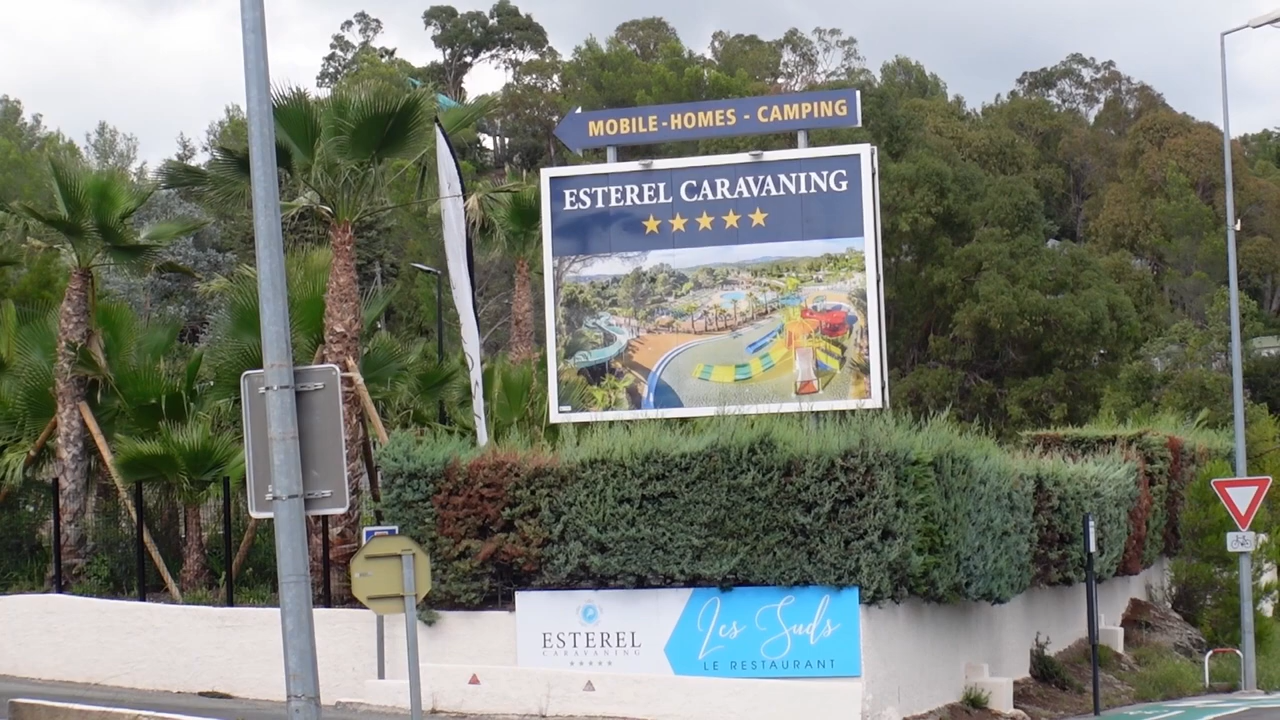 MOBILE-HOMES - CAMPING
ESTEREL CARAVANING
ESTEREL
CARAVANING
Les Suds
LE RESTAURANT